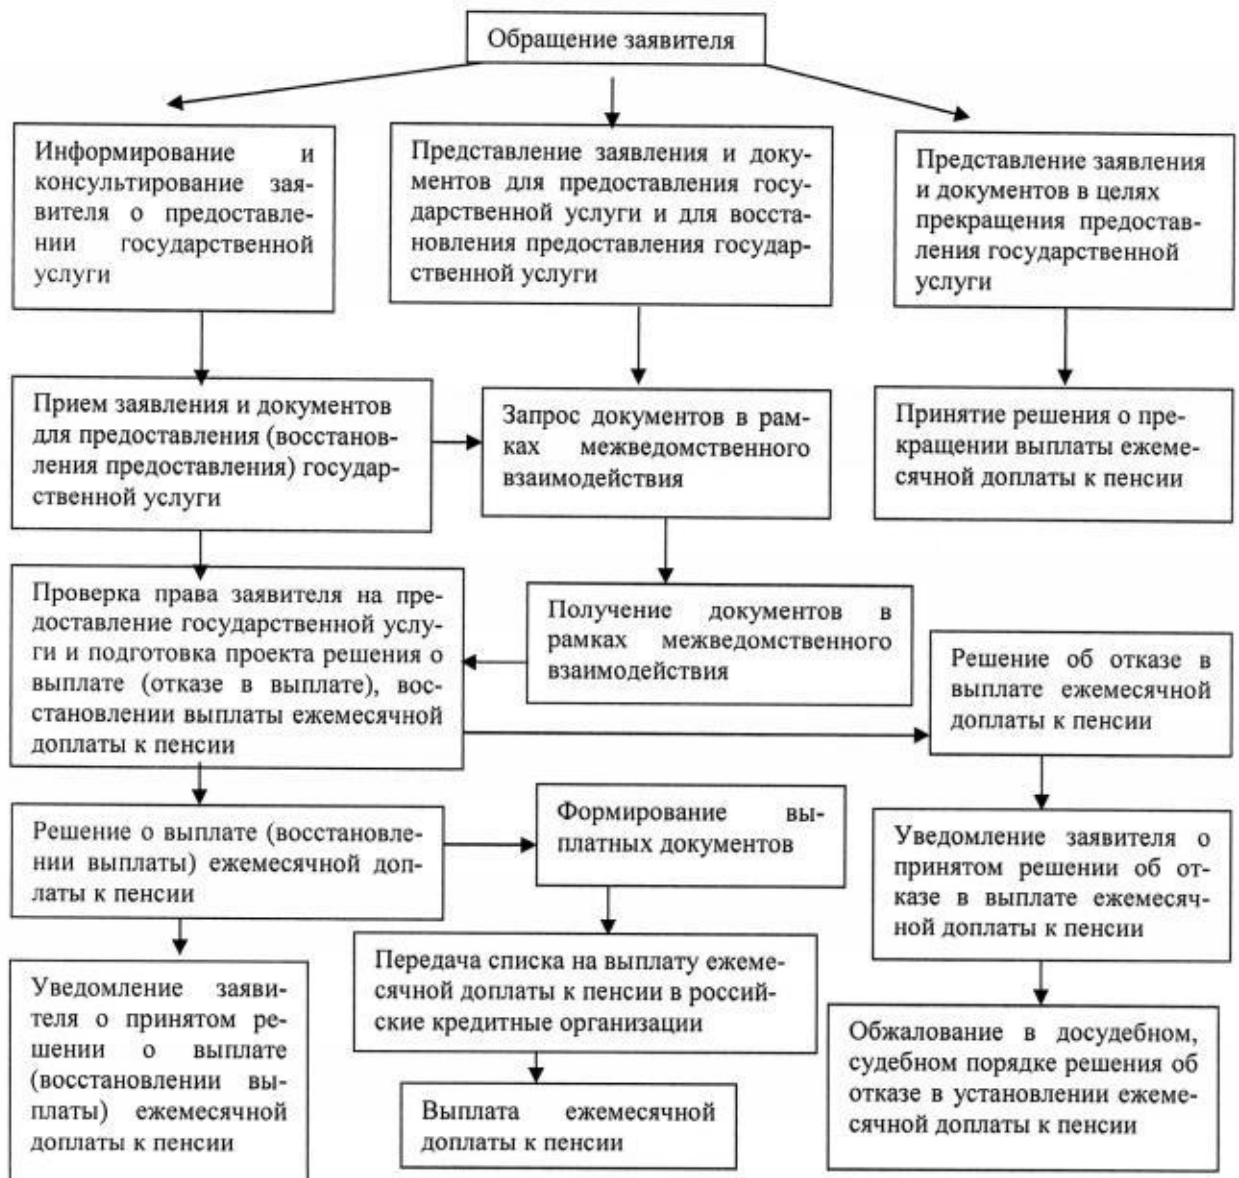 Обращение заявителя
Информирование и
консультирование зая-
вителя о предоставле-
нии государственной
услуги
Представление заявления и доку-
ментов для предоставления госу-
дарственной услуги и для восста-
новления предоставления государ-
ственной услуги
Представление заявления
и документов в целях
прекращения предостав-
ления государственной
услуги
Прием заявления и документов
для предоставления (восстанов-
ления предоставления) государ-
ственной услуги
Запрос документов в рам-
ках межведомственного
взаимодействия
Принятие решения о пре-
кращении выплаты ежеме-
сячной доплаты к пенсии
Проверка права заявителя на пре-
доставление государственной услу-
ги и подготовка проекта решения о
выплате (отказе в выплате), вос-
становлении выплаты ежемесячной
доплаты к пенсии
Получение документов в
рамках межведомственного
взаимодействия
Решение об отказе в
выплате ежемесячной
доплаты к пенсии
Решение о выплате (восстановле-
нии выплаты) ежемесячной доп-
латы к пенсии
Формирование вы-
платных документов
Уведомление заявителя о
принятом решении об от-
казе в выплате ежемесяч-
ной доплаты к пенсии
Уведомление заяви-
теля о принятом ре-
шении о выплате
(восстановлении вы-
платы) ежемесячной
доплаты к пенсии
Передача списка на выплату ежеме-
сячной доплаты к пенсии в россий-
ские кредитные организации
Выплата ежемесячной
доплаты к пенсии
Обжалование в досудебном,
судебном порядке решения об
отказе в установлении ежеме-
сячной доплаты к пенсии